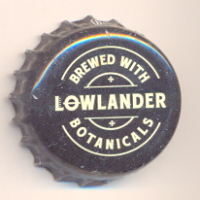 BREWED WITH
LOWLANDER
BOTANICALS